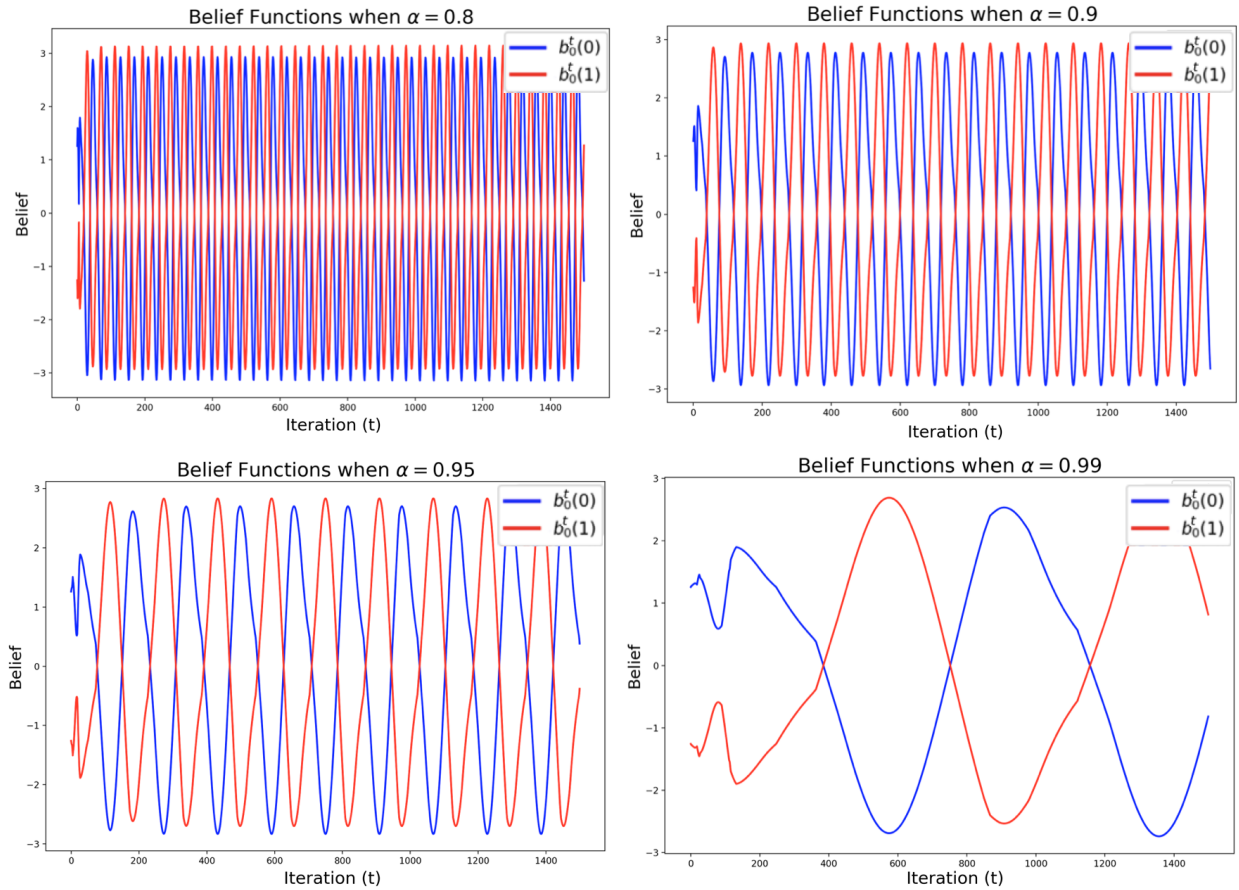 Belief Functions when α = 0.8
b₀ᵗ(0)
b₀ᵗ(1)
3
2
1
0
−1
−2
−3
Belief
0 200 400 600 800 1000 1200 1400
Iteration (t)
Belief Functions when α = 0.9
b₀ᵗ(0)
b₀ᵗ(1)
3
2
1
0
−1
−2
−3
Belief
0 200 400 600 800 1000 1200 1400
Iteration (t)
Belief Functions when α = 0.95
b₀ᵗ(0)
b₀ᵗ(1)
3
2
1
0
−1
−2
−3
Belief
0 200 400 600 800 1000 1200 1400
Iteration (t)
Belief Functions when α = 0.99
b₀ᵗ(0)
b₀ᵗ(1)
3
2
1
0
−1
−2
−3
Belief
0 200 400 600 800 1000 1200 1400
Iteration (t)